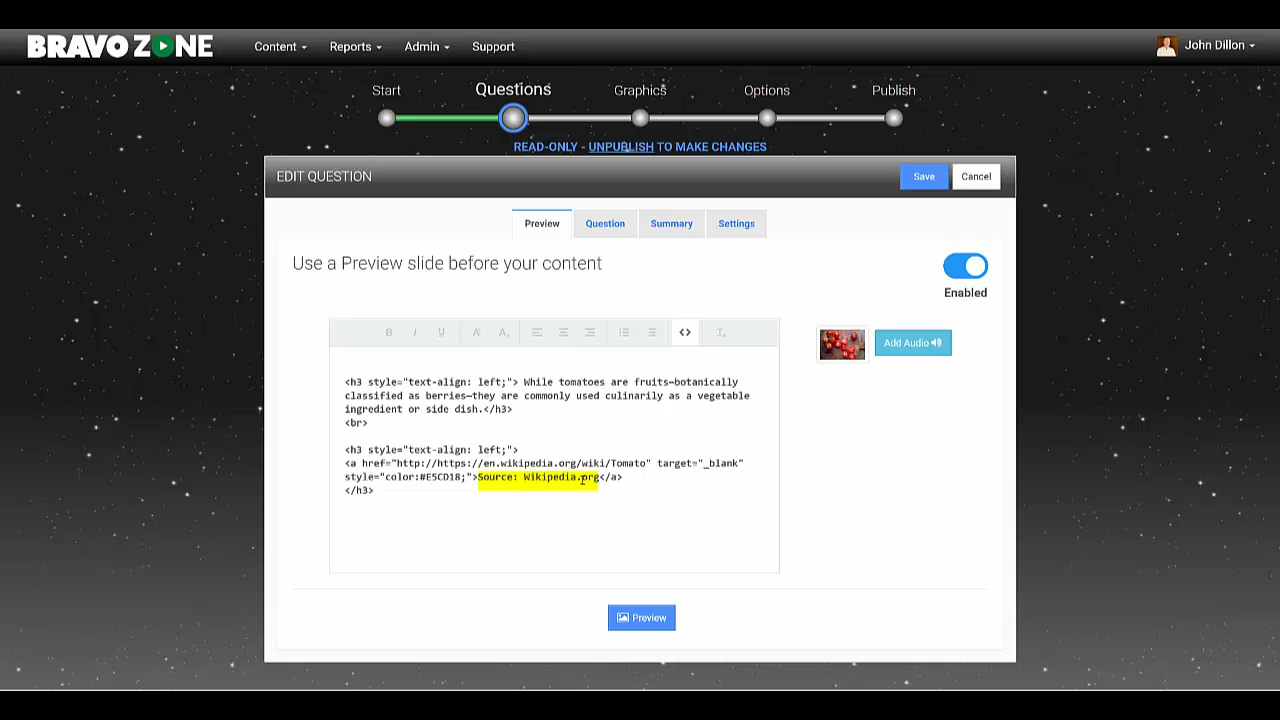 BRAVO ZONE
Content Reports Admin Support
John Dillon
Start Questions Graphics Options Publish
READ-ONLY - UNPUBLISH TO MAKE CHANGES
EDIT QUESTION
Save Cancel
Preview Question Summary Settings
Use a Preview slide before your content
Enabled
Add Audio
<h3 style="text-align: left;"> While tomatoes are fruits—botanically
classified as berries—they are commonly used culinarily as a vegetable
ingredient or side dish.</h3>
<br>
<h3 style="text-align: left;">
<a href="http://https://en.wikipedia.org/wiki/Tomato" target="_blank"
style="color:#E5CD18;">Source: Wikipedia.org</a>
</h3>
Preview